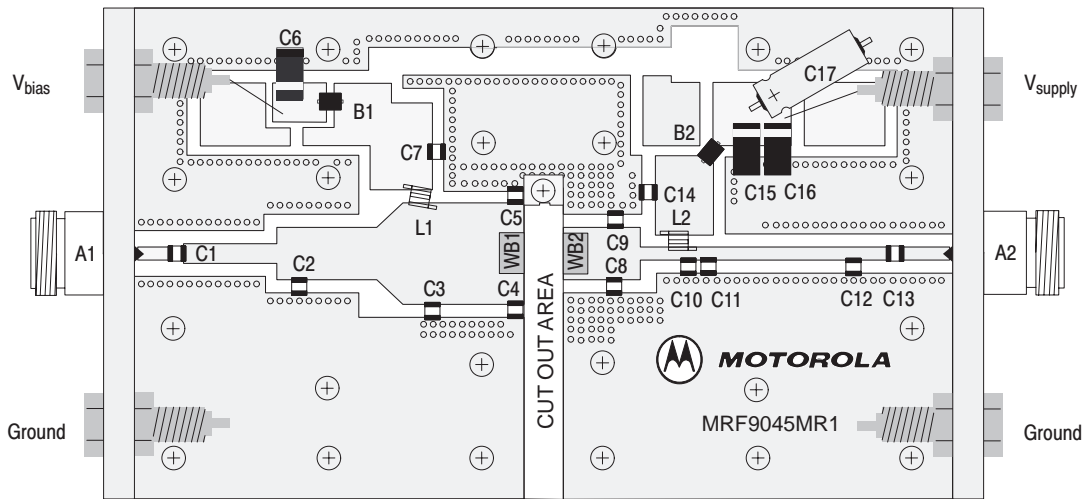 C6
V_bias
B1
C17
V_supply
B2
C7
C15
C16
C14
C5
L1
L2
A1
C1
C2
C3
C4
WB1
WB2
C9
C8
C10
C11
C12
C13
A2
CUT OUT AREA
MOTOROLA
MRF9045MR1
Ground
Ground